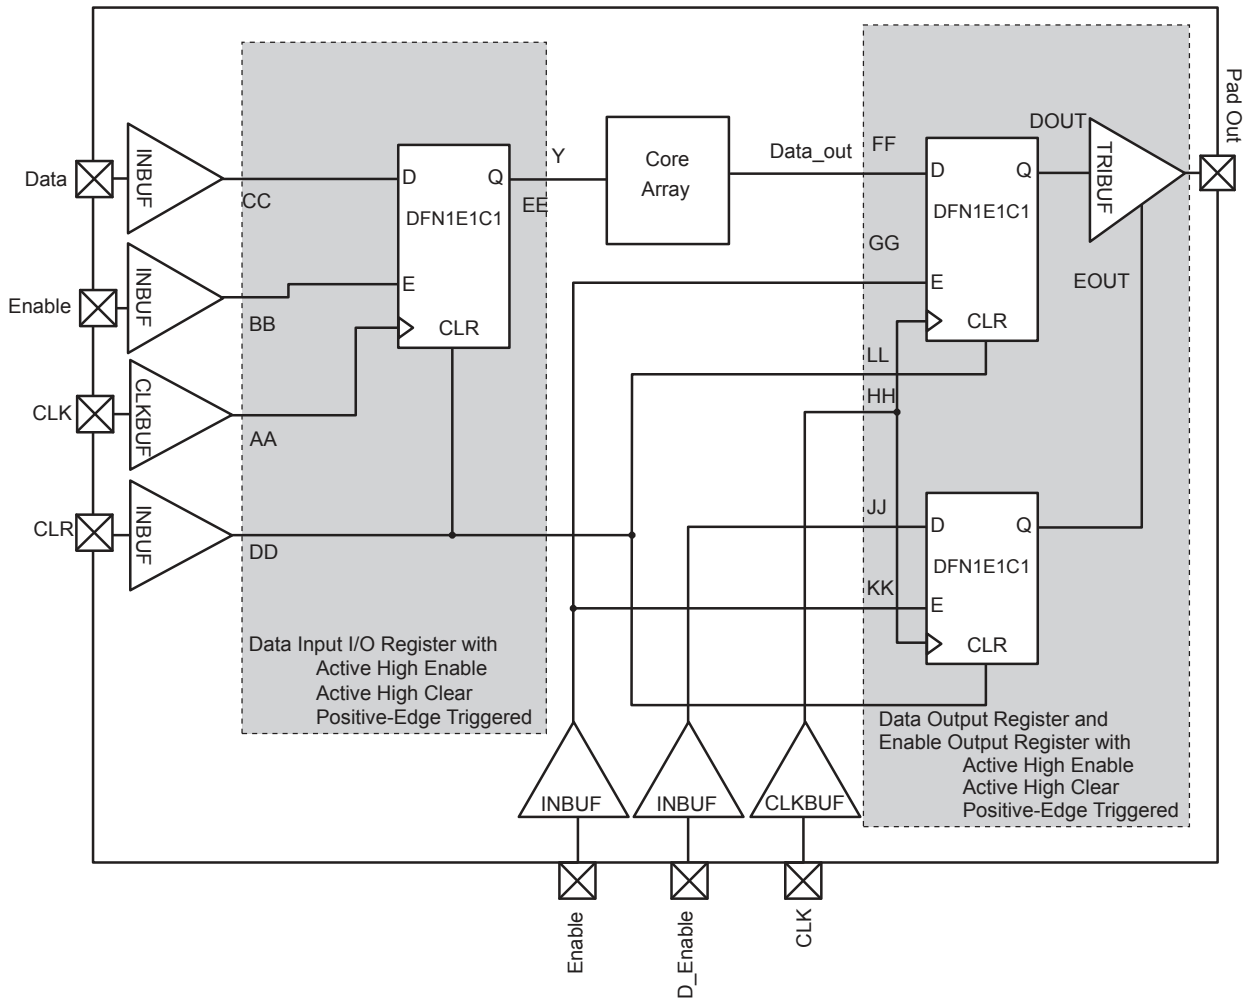 Data
INBUF
CC
Enable
INBUF
BB
CLK
CLKBUF
AA
CLR
INBUF
DD
D
Q
DFN1E1C1
E
CLR
Y
EE
Data Input I/O Register with
Active High Enable
Active High Clear
Positive-Edge Triggered
Core
Array
Data_out
FF
GG
LL
HH
JJ
KK
D
Q
DFN1E1C1
E
CLR
DOUT
TRIBUF
EOUT
Pad Out
D
Q
DFN1E1C1
E
CLR
Data Output Register and
Enable Output Register with
Active High Enable
Active High Clear
Positive-Edge Triggered
INBUF
INBUF
CLKBUF
Enable
D_Enable
CLK